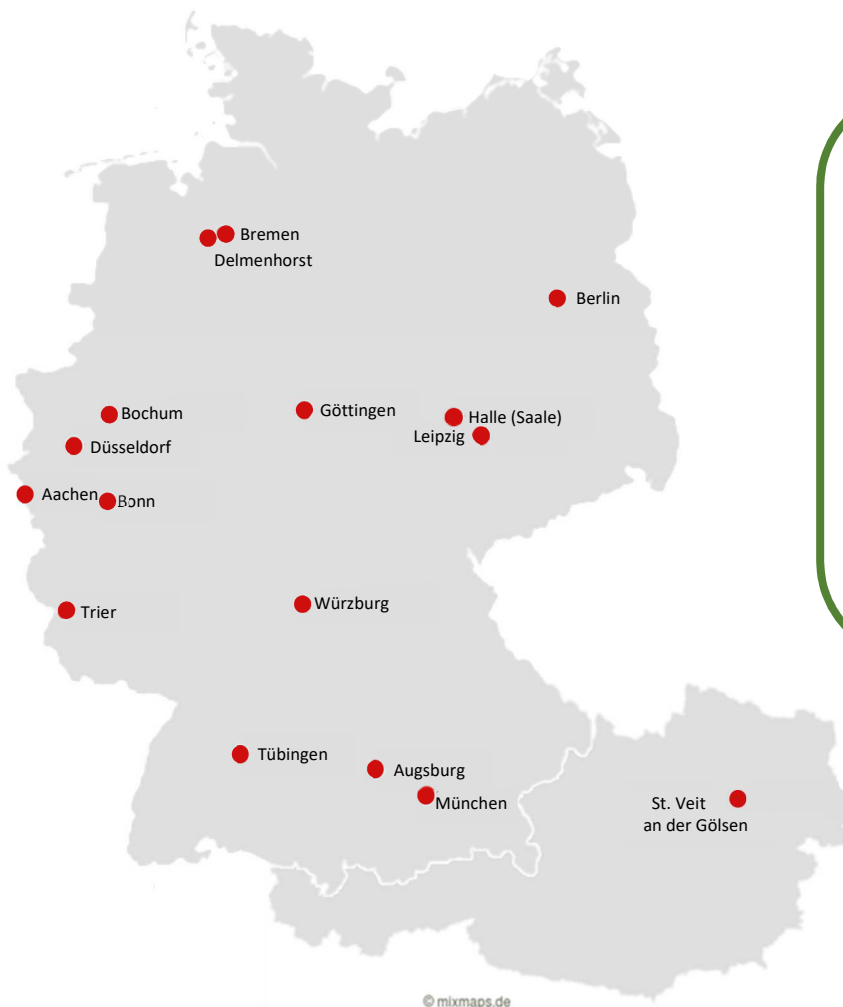 Bremen
Delmenhorst
Berlin
Bochum
Göttingen
Halle (Saale)
Leipzig
Düsseldorf
Aachen
Bonn
Trier
Würzburg
Tübingen
Augsburg
München
St. Veit
an der Gölsen
© mixmaps.de